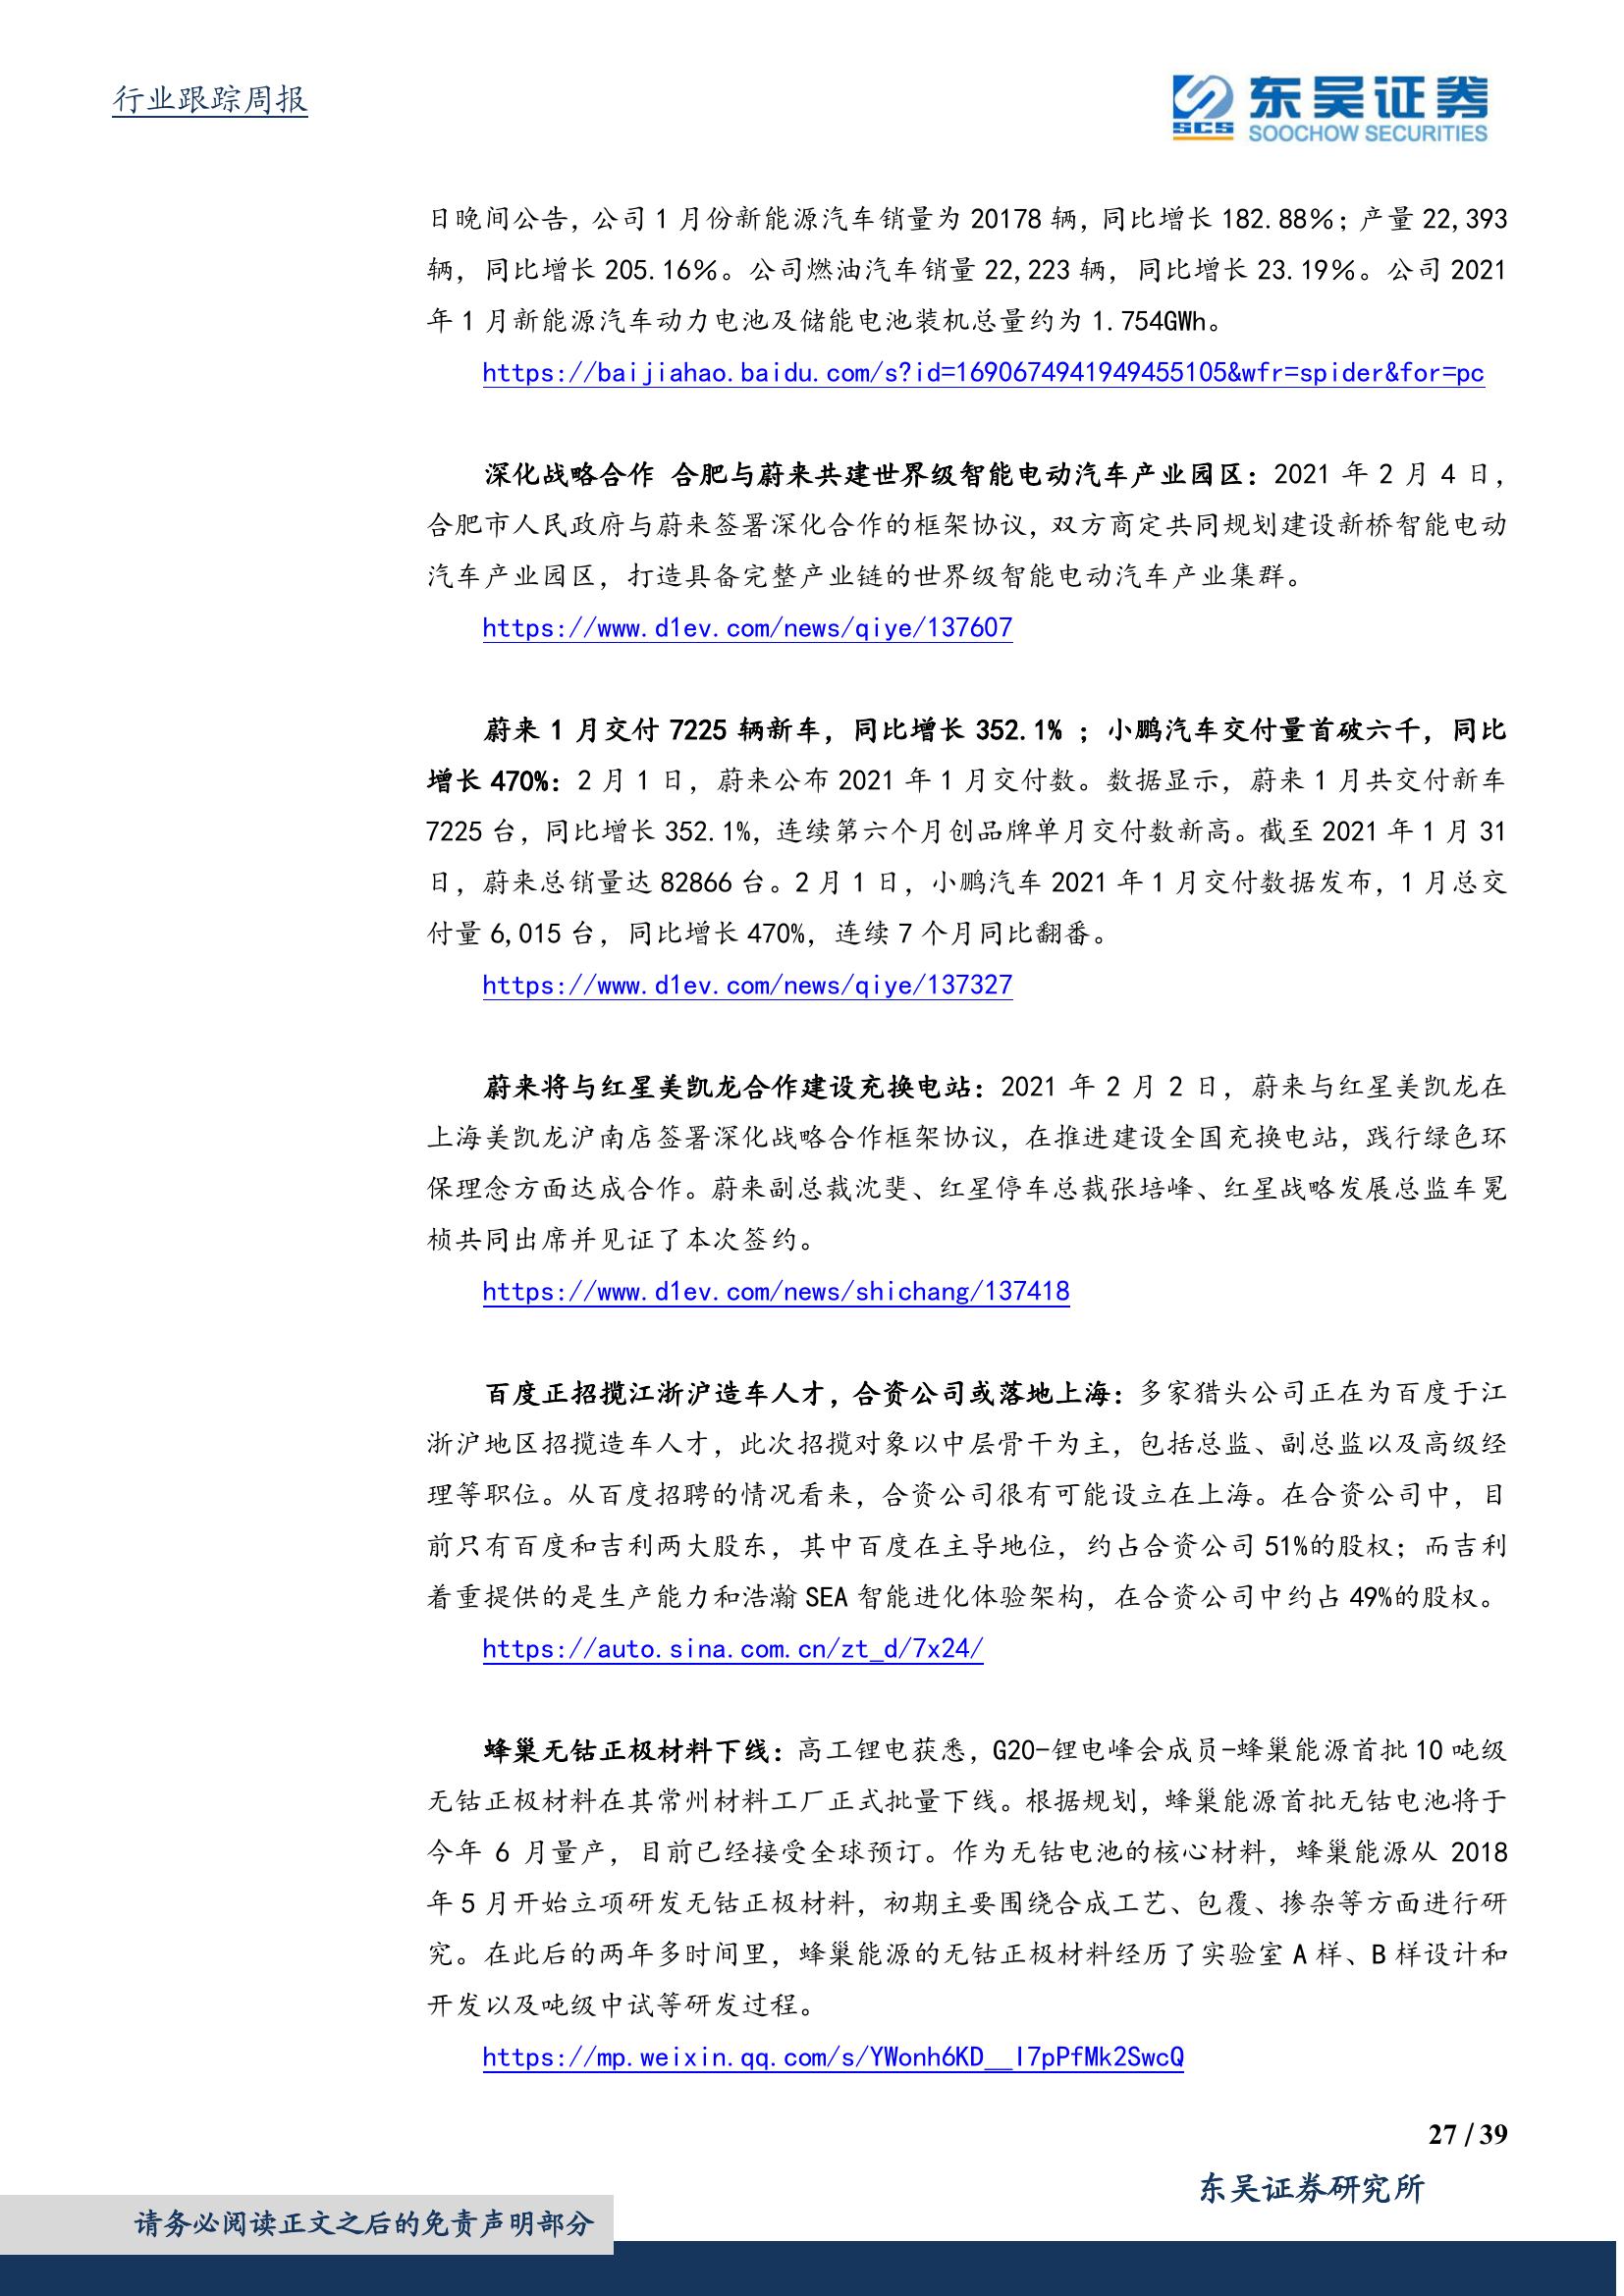 行业跟踪周报
SCS
东吴证券
SOOCHOW SECURITIES
日晚间公告，公司 1 月份新能源汽车销量为 20178 辆，同比增长 182.88%；产量 22,393
辆，同比增长 205.16%。公司燃油汽车销量 22,223 辆，同比增长 23.19%。公司 2021
年 1 月新能源汽车动力电池及储能电池装机总量约为 1.754GWh。
https://baijiahao.baidu.com/s?id=1690674941949455105&wfr=spider&for=pc
深化战略合作 合肥与蔚来共建世界级智能电动汽车产业园区：2021 年 2 月 4 日，
合肥市人民政府与蔚来签署深化合作的框架协议，双方商定共同规划建设新桥智能电动
汽车产业园区，打造具备完整产业链的世界级智能电动汽车产业集群。
https://www.d1ev.com/news/qiye/137607
蔚来 1 月交付 7225 辆新车，同比增长 352.1% ；小鹏汽车交付量首破六千，同比
增长 470%：2 月 1 日，蔚来公布 2021 年 1 月交付数。数据显示，蔚来 1 月共交付新车
7225 台，同比增长 352.1%，连续第六个月创品牌单月交付数新高。截至 2021 年 1 月 31
日，蔚来总销量达 82866 台。2 月 1 日，小鹏汽车 2021 年 1 月交付数据发布，1 月总交
付量 6,015 台，同比增长 470%，连续 7 个月同比翻番。
https://www.d1ev.com/news/qiye/137327
蔚来将与红星美凯龙合作建设充换电站：2021 年 2 月 2 日，蔚来与红星美凯龙在
上海美凯龙沪南店签署深化战略合作框架协议，在推进建设全国充换电站，践行绿色环
保理念方面达成合作。蔚来副总裁沈斐、红星停车总裁张培峰、红星战略发展总监车冕
桢共同出席并见证了本次签约。
https://www.d1ev.com/news/shichang/137418
百度正招揽江浙沪造车人才，合资公司或落地上海：多家猎头公司正在为百度于江
浙沪地区招揽造车人才，此次招揽对象以中层骨干为主，包括总监、副总监以及高级经
理等职位。从百度招聘的情况看来，合资公司很有可能设立在上海。在合资公司中，目
前只有百度和吉利两大股东，其中百度在主导地位，约占合资公司 51%的股权；而吉利
着重提供的是生产能力和浩瀚 SEA 智能进化体验架构，在合资公司中约占 49%的股权。
https://auto.sina.com.cn/zt_d/7x24/
蜂巢无钴正极材料下线：高工锂电获悉，G20-锂电峰会成员-蜂巢能源首批 10 吨级
无钴正极材料在其常州材料工厂正式批量下线。根据规划，蜂巢能源首批无钴电池将于
今年 6 月量产，目前已经接受全球预订。作为无钴电池的核心材料，蜂巢能源从 2018
年 5 月开始立项研发无钴正极材料，初期主要围绕合成工艺、包覆、掺杂等方面进行研
究。在此后的两年多时间里，蜂巢能源的无钴正极材料经历了实验室 A 样、B 样设计和
开发以及吨级中试等研发过程。
https://mp.weixin.qq.com/s/YWonh6KD__I7pPfMk2SwcQ
27 / 39
东吴证券研究所
请务必阅读正文之后的免责声明部分